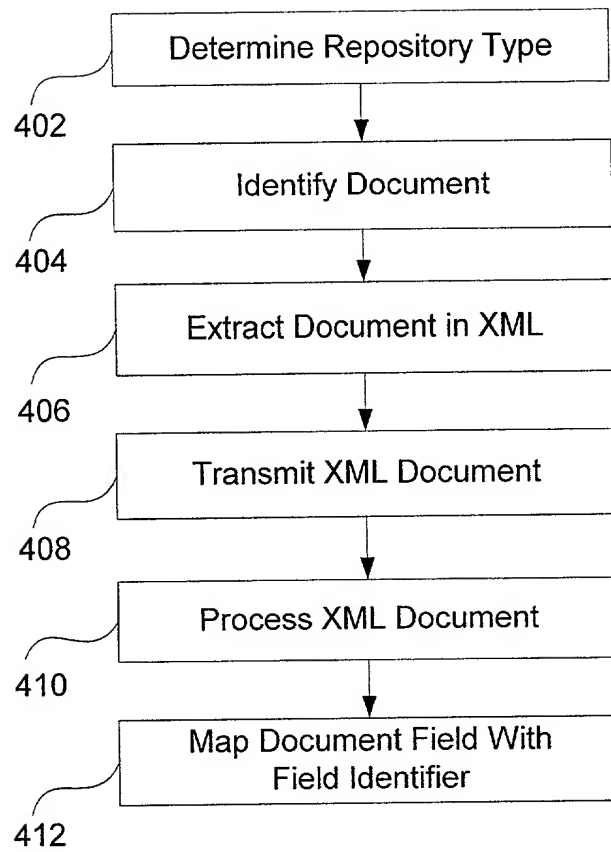 Determine Repository Type
402
Identify Document
404
Extract Document in XML
406
Transmit XML Document
408
Process XML Document
410
Map Document Field With
Field Identifier
412